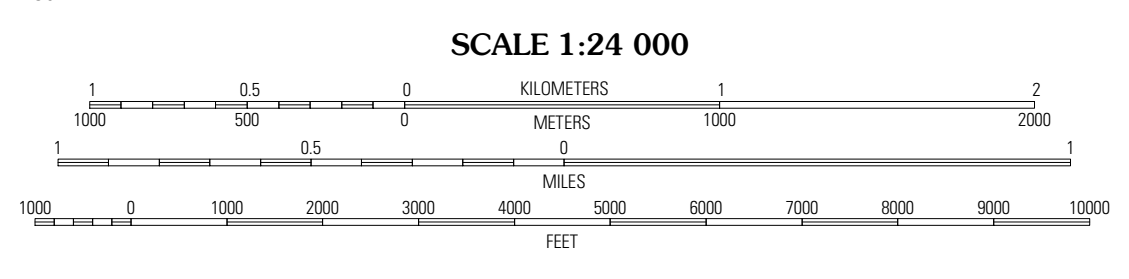 SCALE 1:24 000
1 0.5 0 KILOMETERS 1 2
1000 500 0 METERS 1000 2000
1 0.5 0 1
MILES
1000 0 1000 2000 3000 4000 5000 6000 7000 8000 9000 10000
FEET